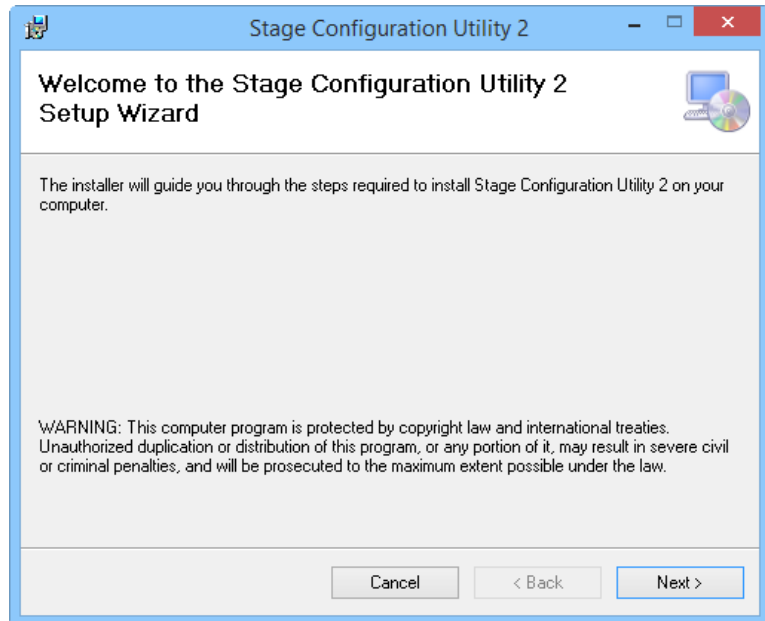 Stage Configuration Utility 2
Welcome to the Stage Configuration Utility 2
Setup Wizard
The installer will guide you through the steps required to install Stage Configuration Utility 2 on your
computer.
WARNING: This computer program is protected by copyright law and international treaties.
Unauthorized duplication or distribution of this program, or any portion of it, may result in severe civil
or criminal penalties, and will be prosecuted to the maximum extent possible under the law.
Cancel < Back Next >